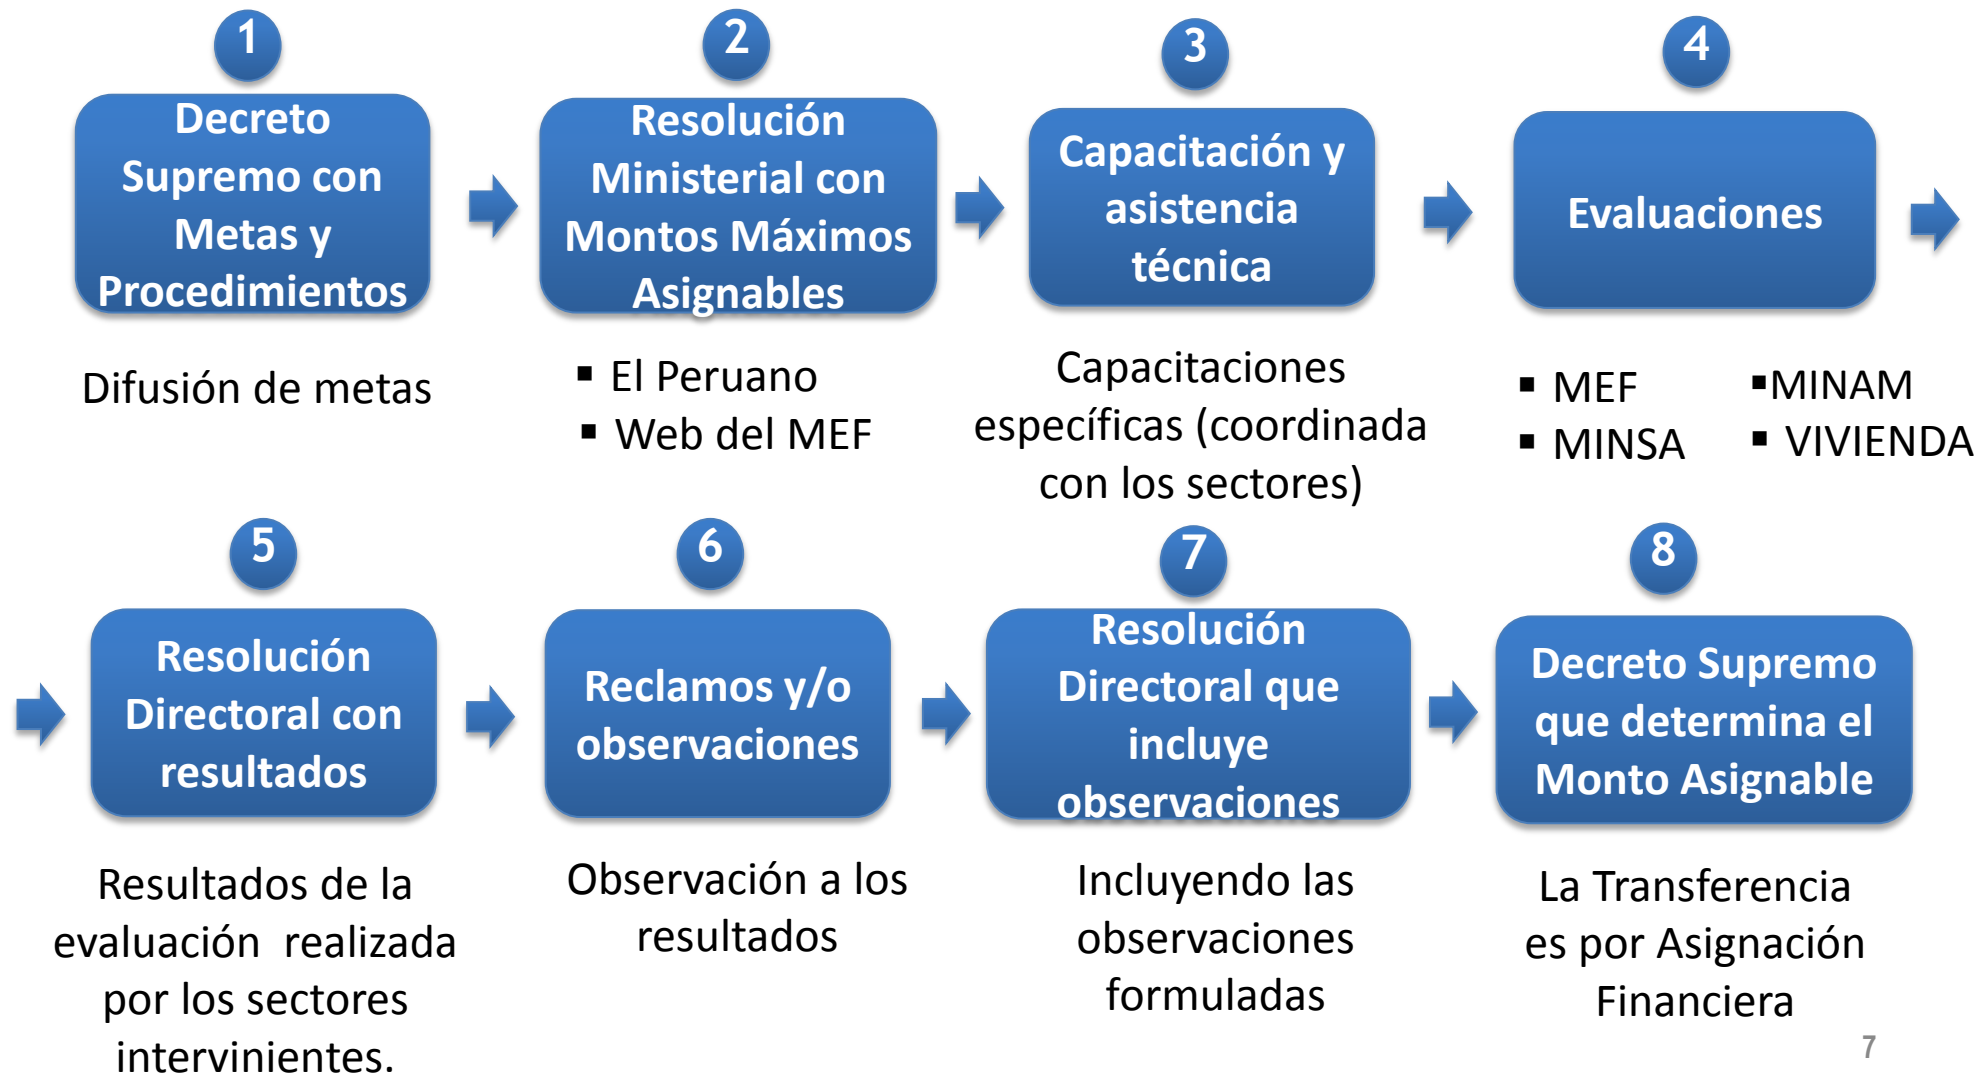 1
Decreto
Supremo con
Metas y
Procedimientos
Difusión de metas
2
Resolución
Ministerial con
Montos Máximos
Asignables
▪ El Peruano
▪ Web del MEF
3
Capacitación y
asistencia
técnica
Capacitaciones
específicas (coordinada
con los sectores)
4
Evaluaciones
▪ MEF
▪ MINSA
▪MINAM
▪ VIVIENDA
5
Resolución
Directoral con
resultados
Resultados de la
evaluación realizada
por los sectores
intervinientes.
6
Reclamos y/o
observaciones
Observación a los
resultados
7
Resolución
Directoral que
incluye
observaciones
Incluyendo las
observaciones
formuladas
8
Decreto Supremo
que determina el
Monto Asignable
La Transferencia
es por Asignación
Financiera
7